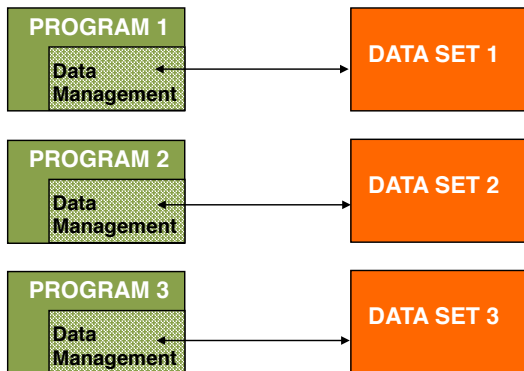 PROGRAM 1
Data
Management
DATA SET 1
PROGRAM 2
Data
Management
DATA SET 2
PROGRAM 3
Data
Management
DATA SET 3